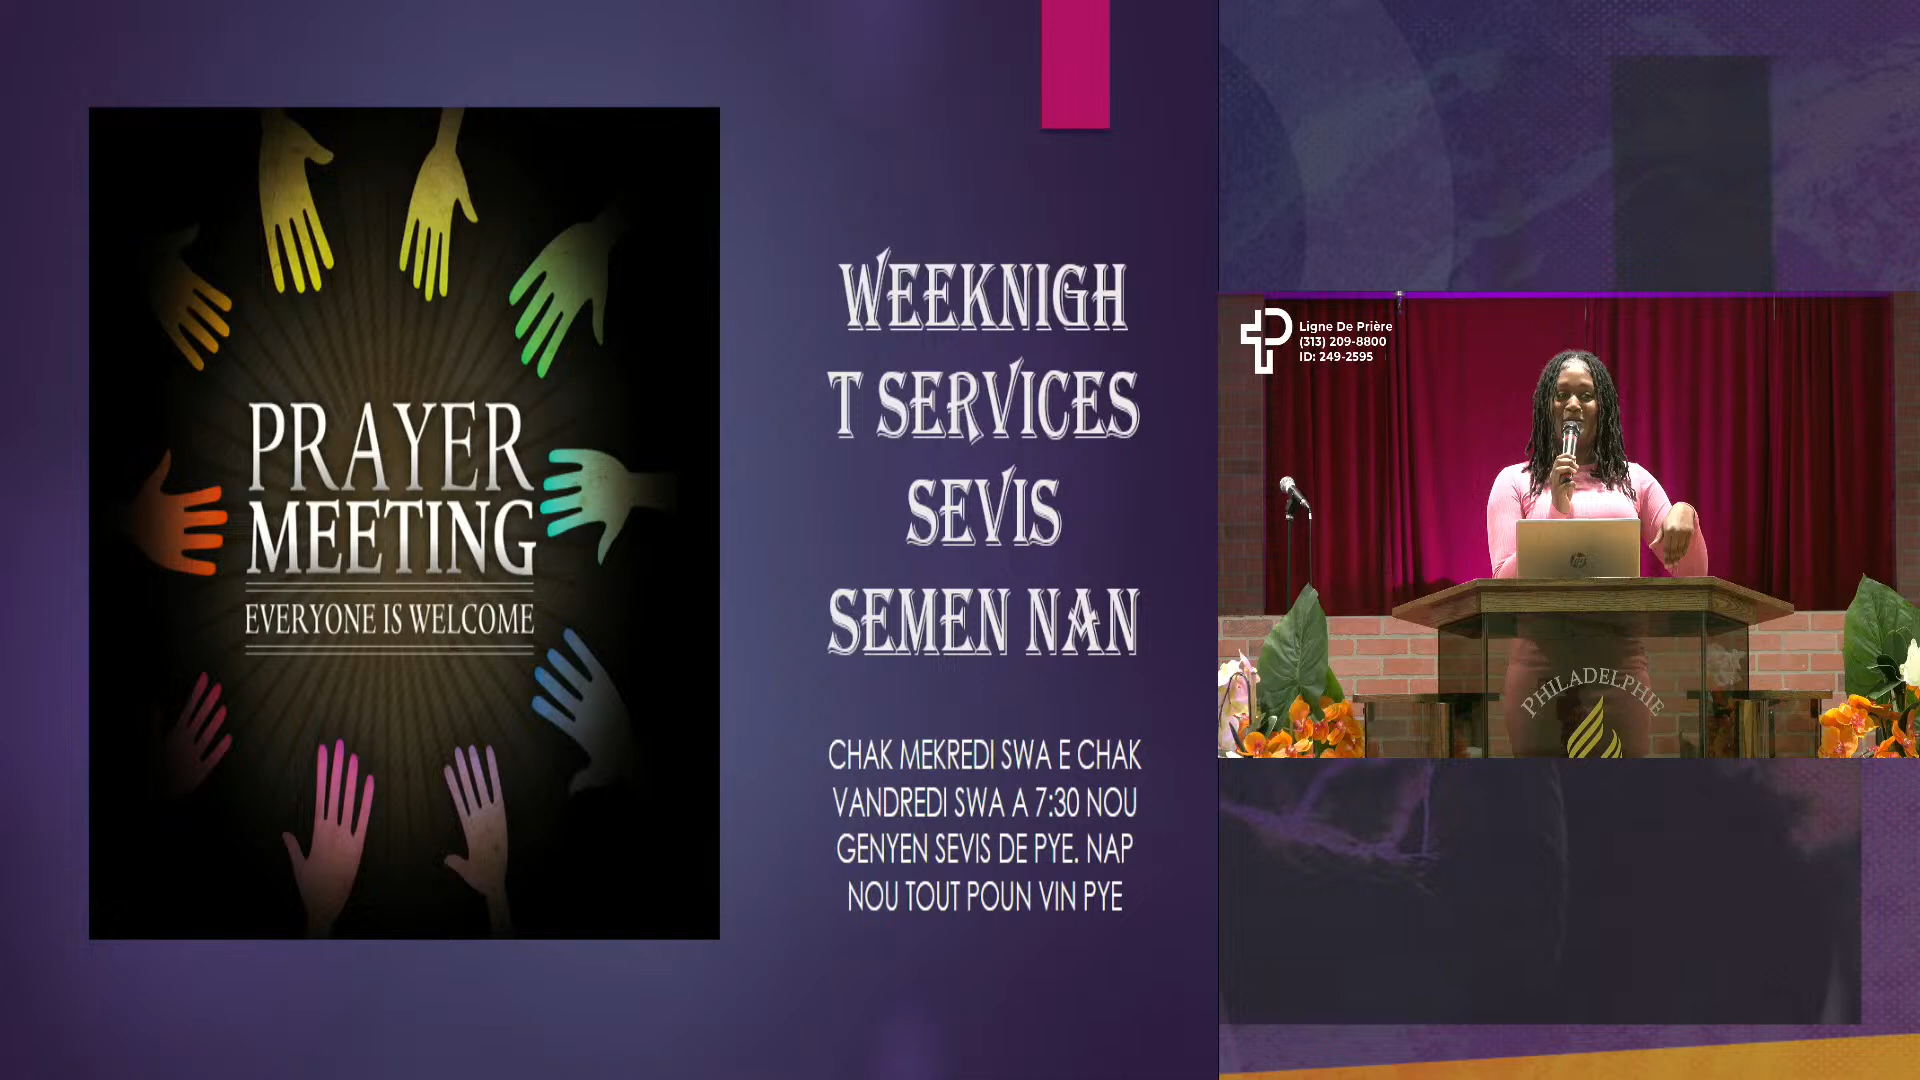 PRAYER
MEETING
EVERYONE IS WELCOME
WEEKNIGH
T SERVICES
SEVIS
SEMEN NAN
CHAK MEKREDI SWA E CHAK
VANDREDI SWA A 7:30 NOU
GENYEN SEVIS DE PYE. NAP
NOU TOUT POUN VIN PYE
Ligne De Prière
(313) 209-8800
ID: 249-2595
hp
PHILADELPHIE